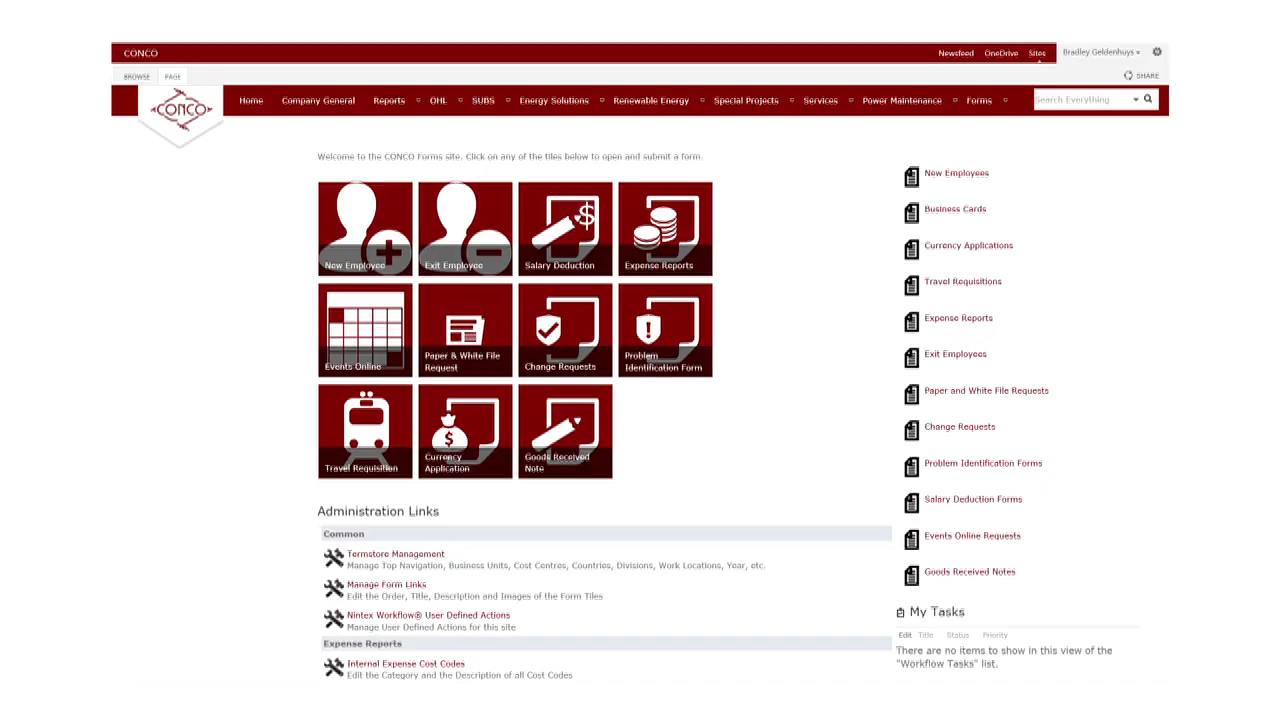 CONCO
Newsfeed OneDrive Sites Bradley Geldenhuys
BROWSE PAGE
SHARE
CONCO
Home Company General Reports OHL SUBS Energy Solutions Renewable Energy Special Projects Services Power Maintenance Forms
Search Everything
Welcome to the CONCO Forms site. Click on any of the tiles below to open and submit a form.
New Employee
Exit Employee
Salary Deduction
Expense Reports
Events Online
Paper & White File
Request
Change Requests
Problem
Identification Form
Travel Requisition
Currency
Application
Goods Received
Note
Administration Links
Common
Termstore Management
Manage Top Navigation, Business Units, Cost Centres, Countries, Divisions, Work Locations, Year, etc.
Manage Form Links
Edit the Order, Title, Description and Images of the Form Tiles
Nintex Workflow® User Defined Actions
Manage User Defined Actions for this site
Expense Reports
Internal Expense Cost Codes
Edit the Category and the Description of all Cost Codes
New Employees
Business Cards
Currency Applications
Travel Requisitions
Expense Reports
Exit Employees
Paper and White File Requests
Change Requests
Problem Identification Forms
Salary Deduction Forms
Events Online Requests
Goods Received Notes
My Tasks
Edit Title Status Priority
There are no items to show in this view of the
"Workflow Tasks" list.